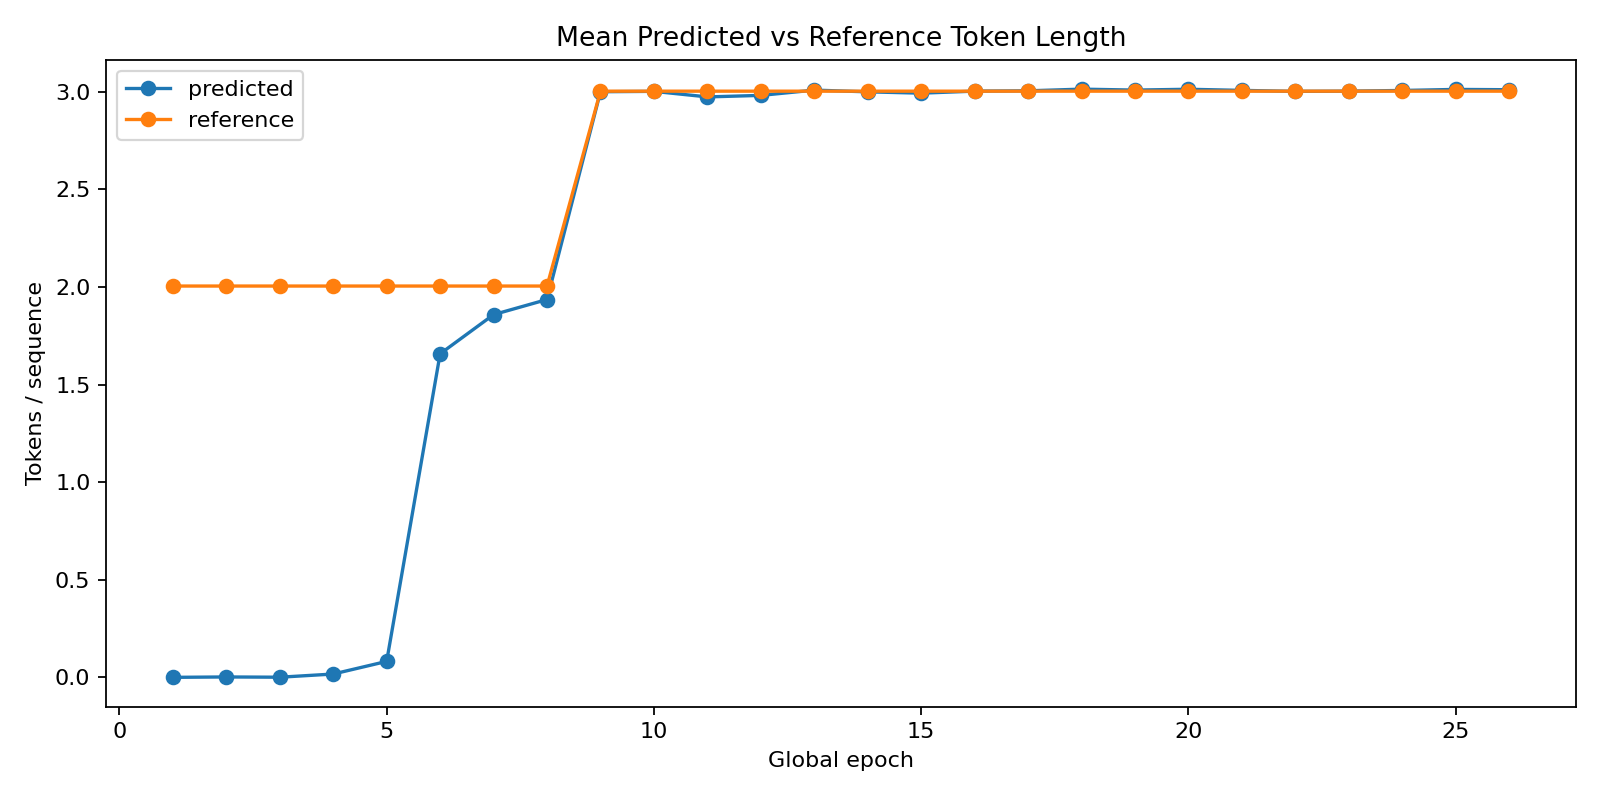 Mean Predicted vs Reference Token Length
predicted
reference
Tokens / sequence
3.0
2.5
2.0
1.5
1.0
0.5
0.0
0 5 10 15 20 25
Global epoch